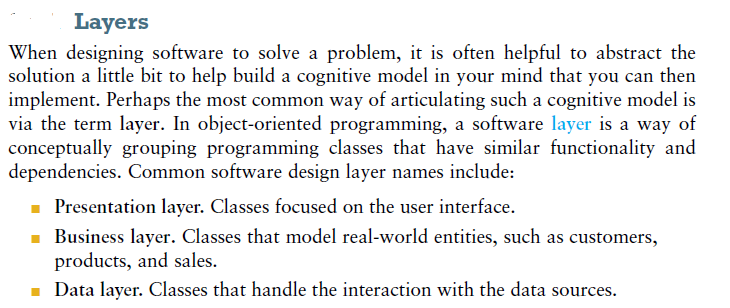 Layers
When designing software to solve a problem, it is often helpful to abstract the
solution a little bit to help build a cognitive model in your mind that you can then
implement. Perhaps the most common way of articulating such a cognitive model is
via the term layer. In object-oriented programming, a software layer is a way of
conceptually grouping programming classes that have similar functionality and
dependencies. Common software design layer names include:
■ Presentation layer. Classes focused on the user interface.
■ Business layer. Classes that model real-world entities, such as customers,
products, and sales.
■ Data layer. Classes that handle the interaction with the data sources.